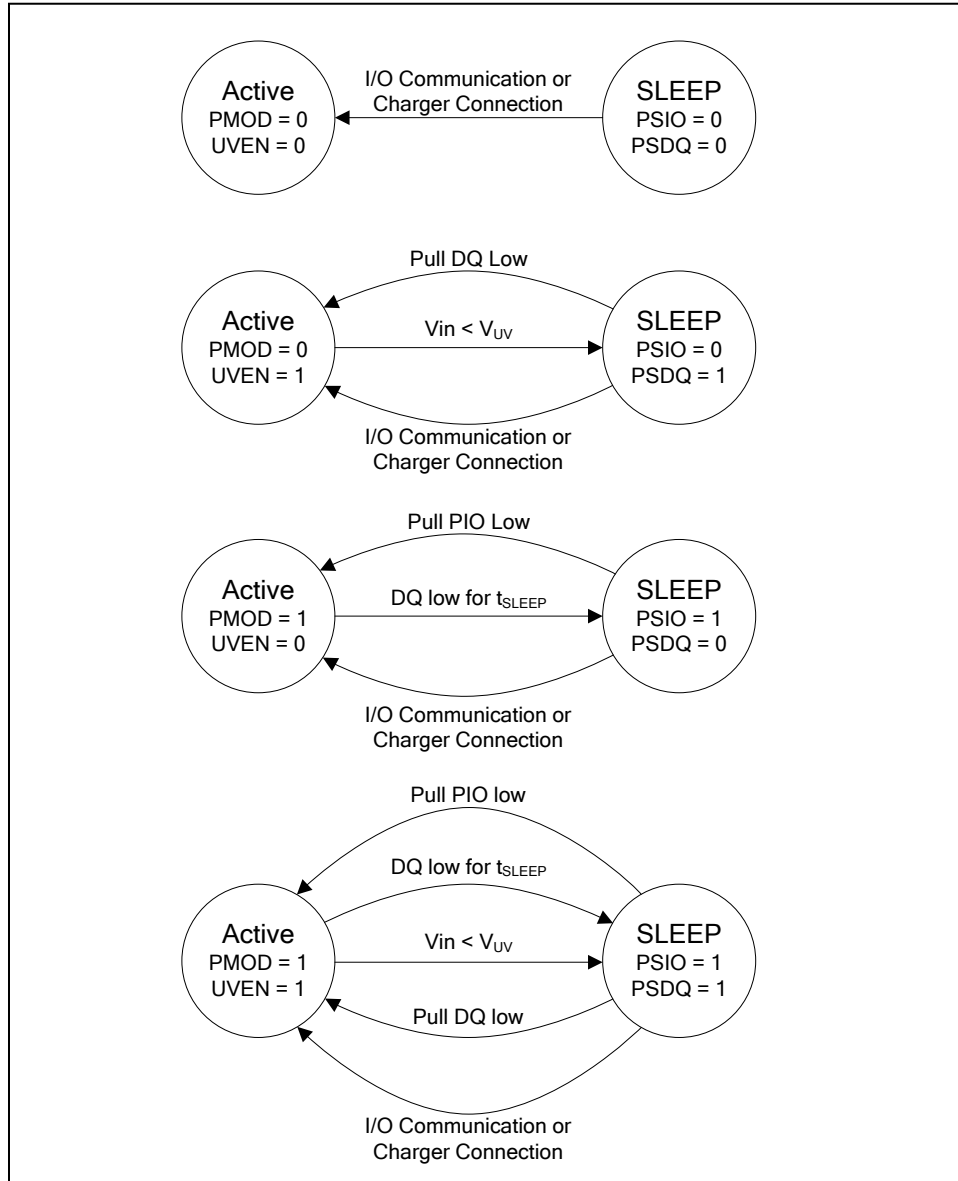 I/O Communication or
Charger Connection
Active
PMOD = 0
UVEN = 0
SLEEP
PSIO = 0
PSDQ = 0
Pull DQ Low
Active
PMOD = 0
UVEN = 1
Vin < VUV
SLEEP
PSIO = 0
PSDQ = 1
I/O Communication or
Charger Connection
Pull PIO Low
Active
PMOD = 1
UVEN = 0
DQ low for tSLEEP
SLEEP
PSIO = 1
PSDQ = 0
I/O Communication or
Charger Connection
Pull PIO low
DQ low for tSLEEP
Active
PMOD = 1
UVEN = 1
Vin < VUV
SLEEP
PSIO = 1
PSDQ = 1
Pull DQ low
I/O Communication or
Charger Connection